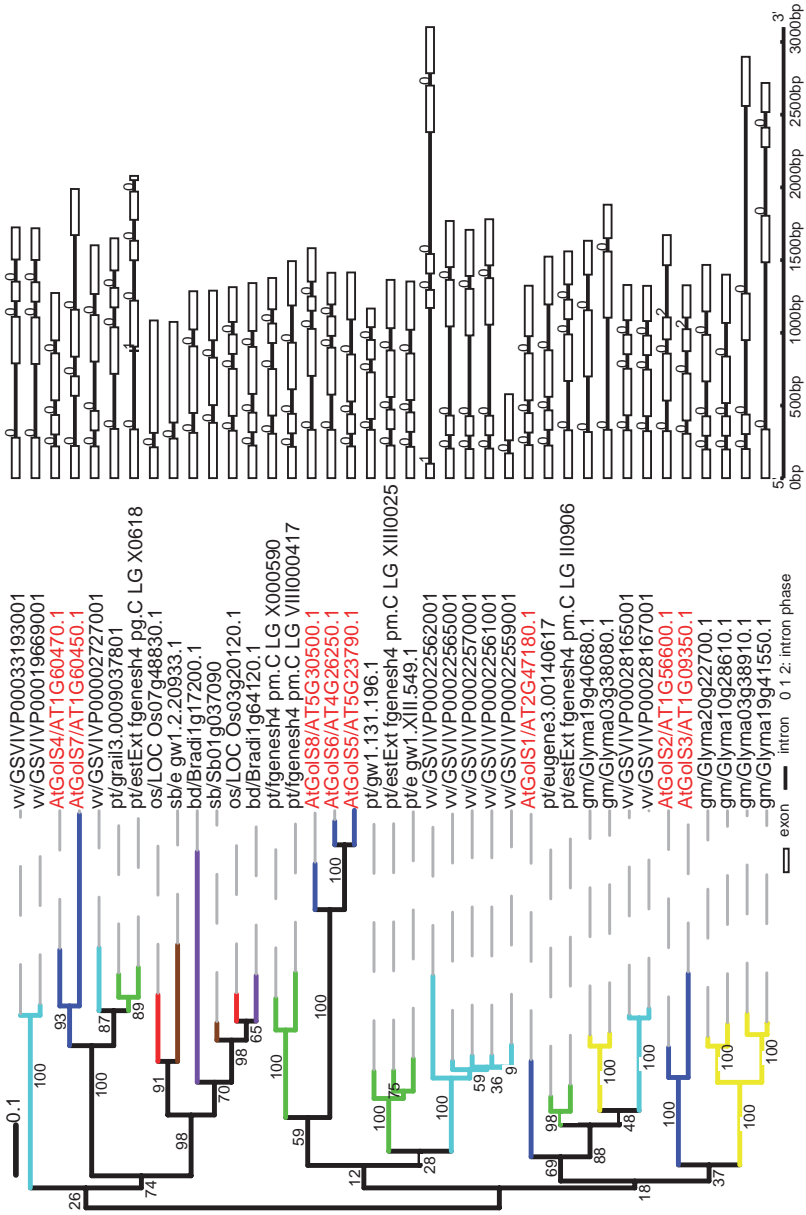 0.1
26
100
74
100
93
87
89
98
91
70
98
65
12
59
100
100
100
28
100
75
100
59
36
9
18
69
88
98
48
100
100
37
100
100
100
100
vv/GSVIVP00033193001
vv/GSVIVP00019669001
AtGolS4/AT1G60470.1
AtGolS7/AT1G60450.1
vv/GSVIVP00002727001
pt/grail3.0009037801
pt/estExt fgenesh4 pg.C LG X0618
os/LOC Os07g48830.1
sb/e gw1.2.20933.1
bd/Bradi1g17200.1
sb/Sb01g037090
os/LOC Os03g20120.1
bd/Bradi1g64120.1
pt/fgenesh4 pm.C LG X000590
pt/fgenesh4 pm.C LG VIII000417
AtGolS8/AT5G30500.1
AtGolS6/AT4G26250.1
AtGolS5/AT5G23790.1
pt/gw1.131.196.1
pt/estExt fgenesh4 pm.C LG XIII0025
pt/e gw1.XIII.549.1
vv/GSVIVP00022562001
vv/GSVIVP00022565001
vv/GSVIVP00022570001
vv/GSVIVP00022561001
vv/GSVIVP00022559001
AtGolS1/AT2G47180.1
pt/eugene3.00140617
pt/estExt fgenesh4 pm.C LG II0906
gm/Glyma19g40680.1
gm/Glyma03g38080.1
vv/GSVIVP00028165001
vv/GSVIVP00028167001
AtGolS2/AT1G56600.1
AtGolS3/AT1G09350.1
gm/Glyma20g22700.1
gm/Glyma10g28610.1
gm/Glyma03g38910.1
gm/Glyma19g41550.1
exon intron 0 1 2: intron phase
5' 3'
0bp 500bp 1000bp 1500bp 2000bp 2500bp 3000bp